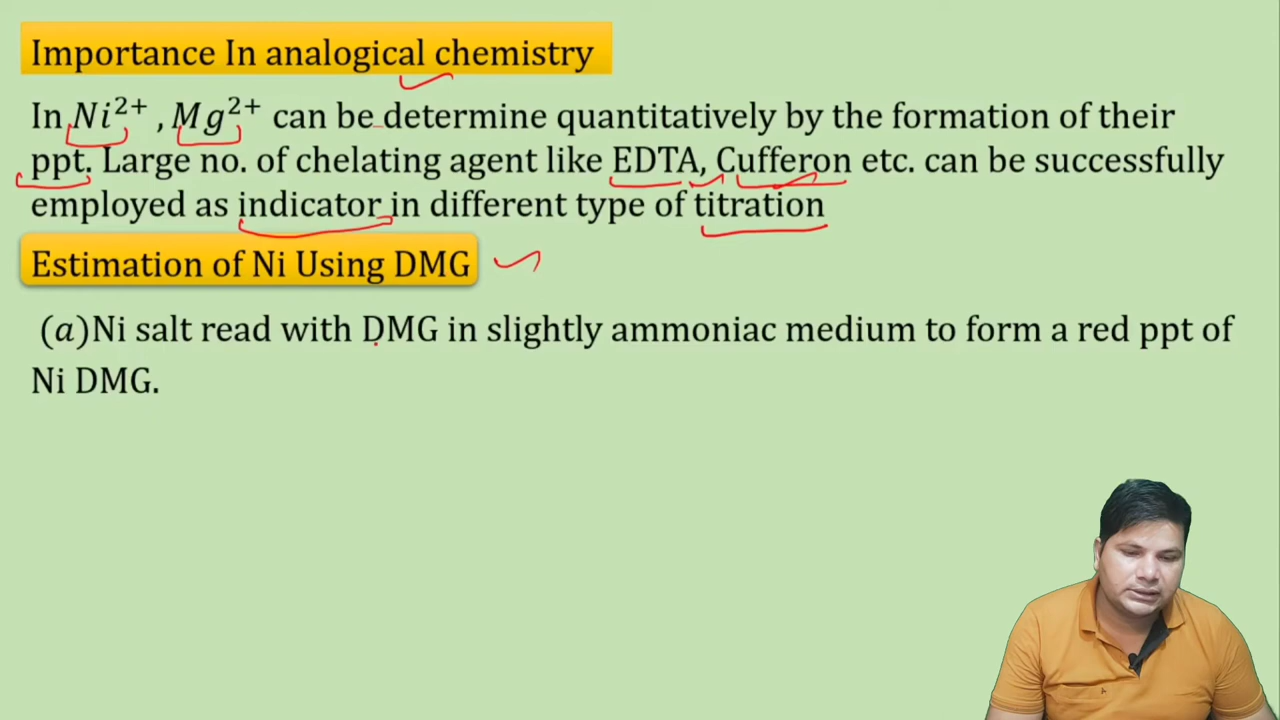 Importance In analogical chemistry
In Ni²⁺ , Mg²⁺ can be determine quantitatively by the formation of their
ppt. Large no. of chelating agent like EDTA, Cufferon etc. can be successfully
employed as indicator in different type of titration
Estimation of Ni Using DMG
(a)Ni salt read with DMG in slightly ammoniac medium to form a red ppt of
Ni DMG.